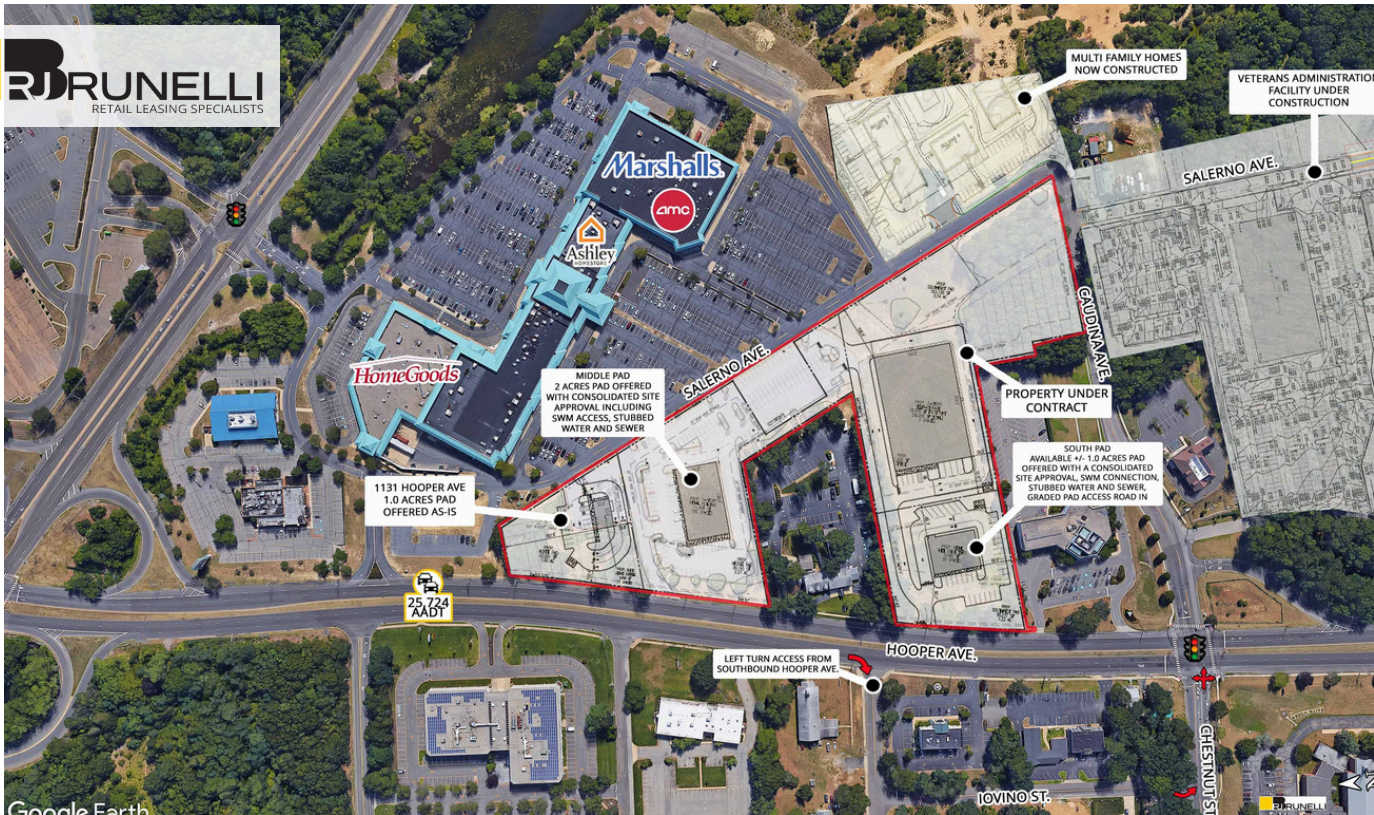 RJBRUNELLI
RETAIL LEASING SPECIALISTS
MULTI FAMILY HOMES
NOW CONSTRUCTED
VETERANS ADMINISTRATION
FACILITY UNDER
CONSTRUCTION
SALERNO AVE.
Marshalls.
amc
Ashley
HOMESTORE
HomeGoods
CAUDINA AVE.
SALERNO AVE.
MIDDLE PAD
2 ACRES PAD OFFERED
WITH CONSOLIDATED SITE
APPROVAL INCLUDING
SWM ACCESS, STUBBED
WATER AND SEWER
PROPERTY UNDER
CONTRACT
SOUTH PAD
AVAILABLE +/- 1.0 ACRES PAD
OFFERED WITH A CONSOLIDATED
SITE APPROVAL, SWM CONNECTION,
STUBBED WATER AND SEWER,
GRADED PAD ACCESS ROAD IN
1131 HOOPER AVE
1.0 ACRES PAD
OFFERED AS-IS
25,724
AADT
HOOPER AVE.
LEFT TURN ACCESS FROM
SOUTHBOUND HOOPER AVE.
CHESTNUT ST
IOVINO ST.
RJBRUNELLI
Google Earth